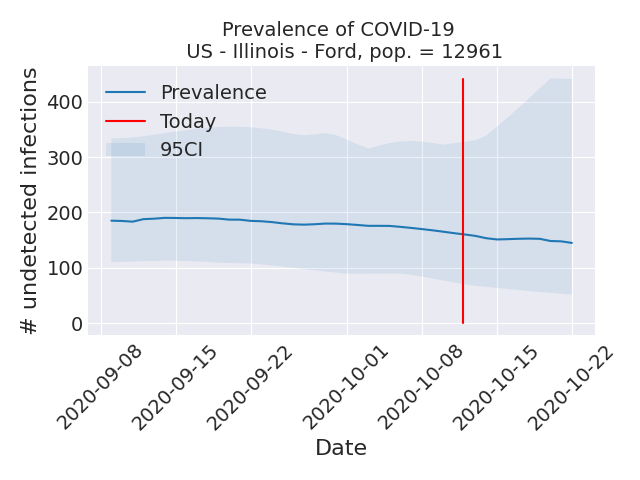 Prevalence of COVID-19
US - Illinois - Ford, pop. = 12961
# undetected infections
400
300
200
100
0
Prevalence
Today
95CI
2020-09-08
2020-09-15
2020-09-22
2020-10-01
2020-10-08
2020-10-15
2020-10-22
Date